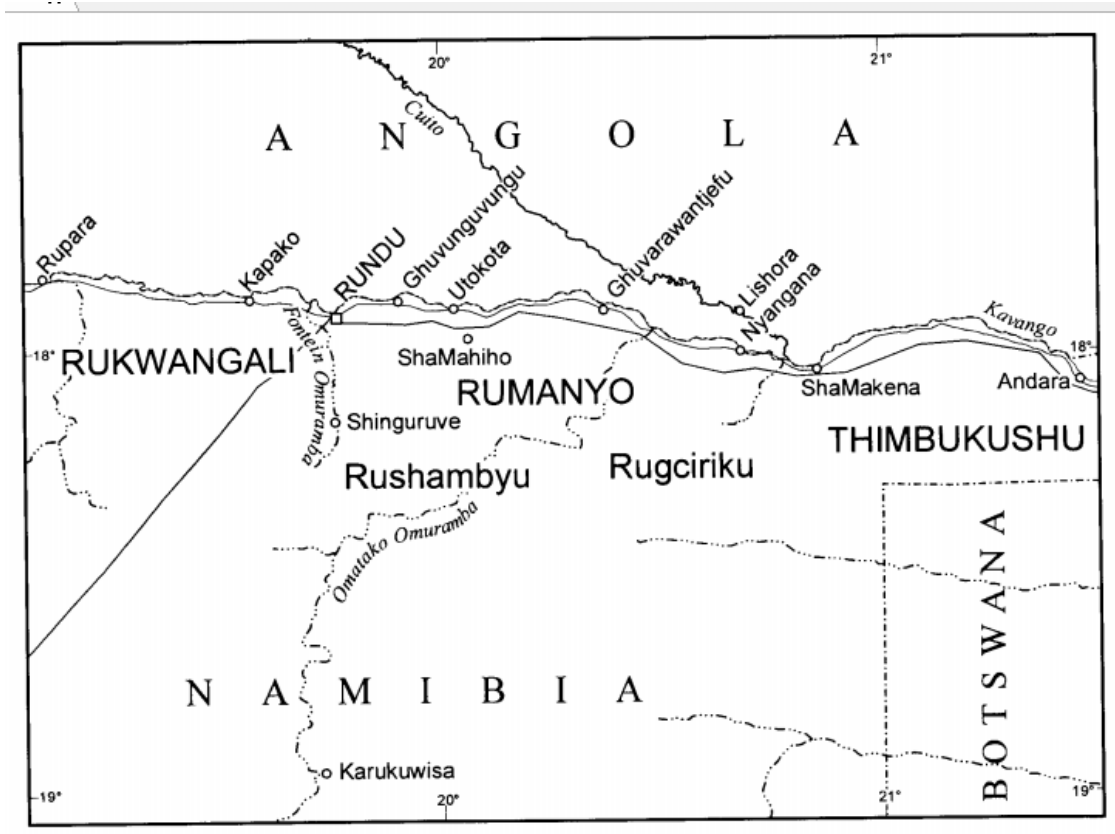 20°
21°
Cuito
A N G O L A
Rupara
Kapako
RUNDU
Ghuvunguvungu
Utokota
Ghuvarawantjefu
Lishora
Nyangana
Kavango
18°
18°
Fontein Omuramba
RUKWANGALI
ShaMahiho
RUMANYO
ShaMakena
Andara
Shinguruve
THIMBUKUSHU
Rushambyu
Rugciriku
Omatako Omuramba
BOTSWANA
N A M I B I A
Karukuwisa
19°
19°
20°
21°